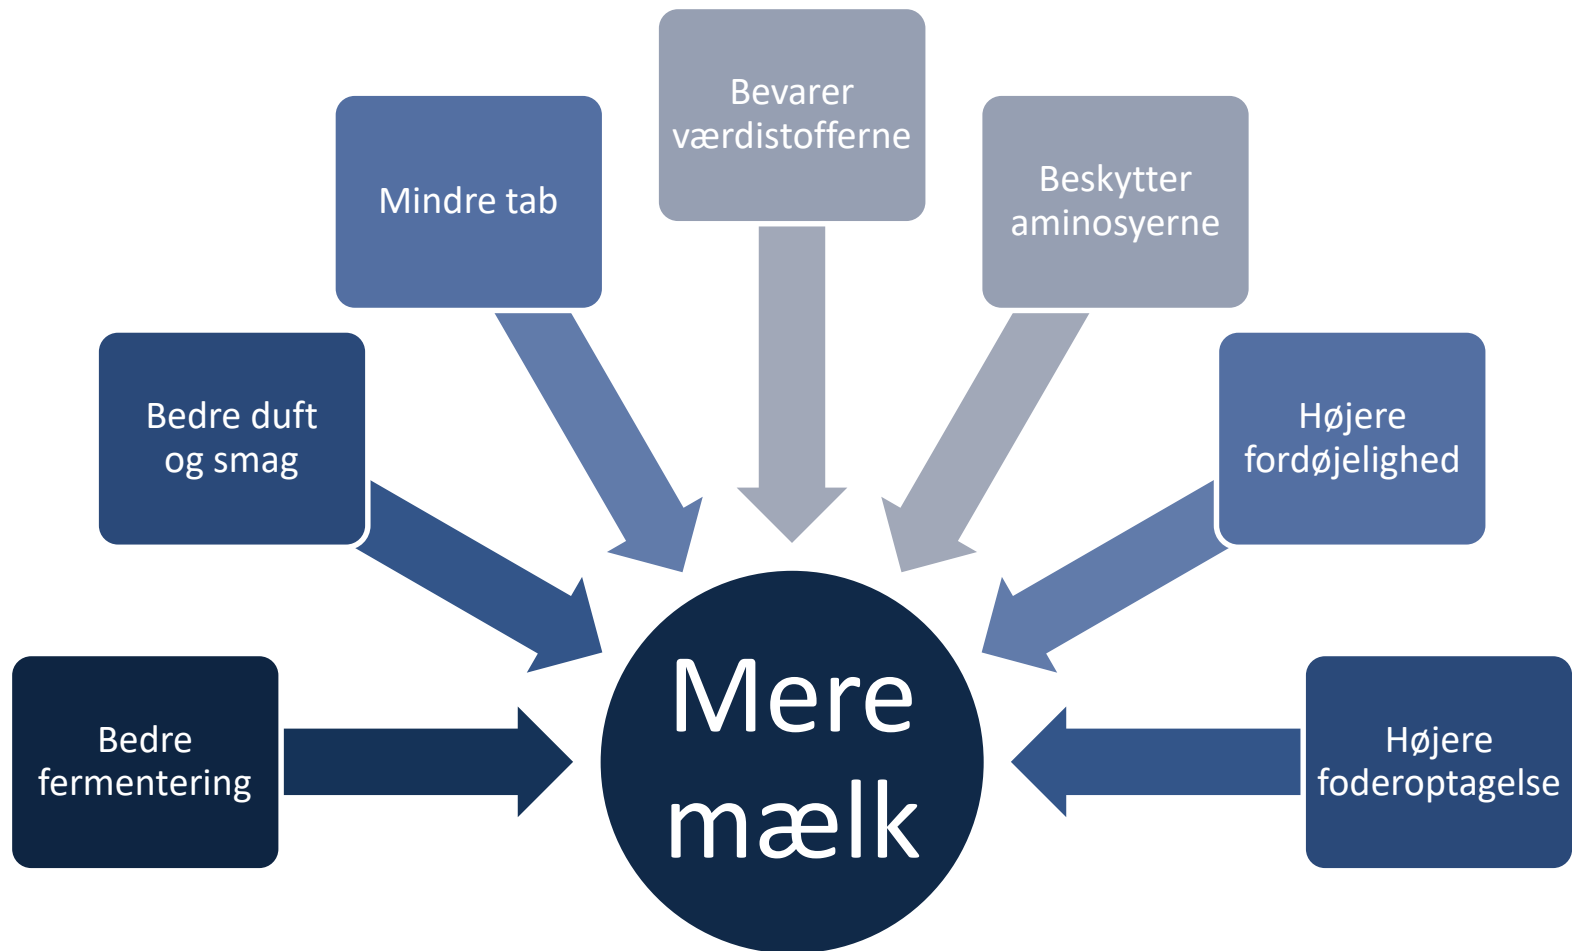 Bevarer
værdistofferne
Mindre tab
Beskytter
aminosyerne
Bedre duft
og smag
Højere
fordøjelighed
Bedre
fermentering
Mere
mælk
Højere
foderoptagelse